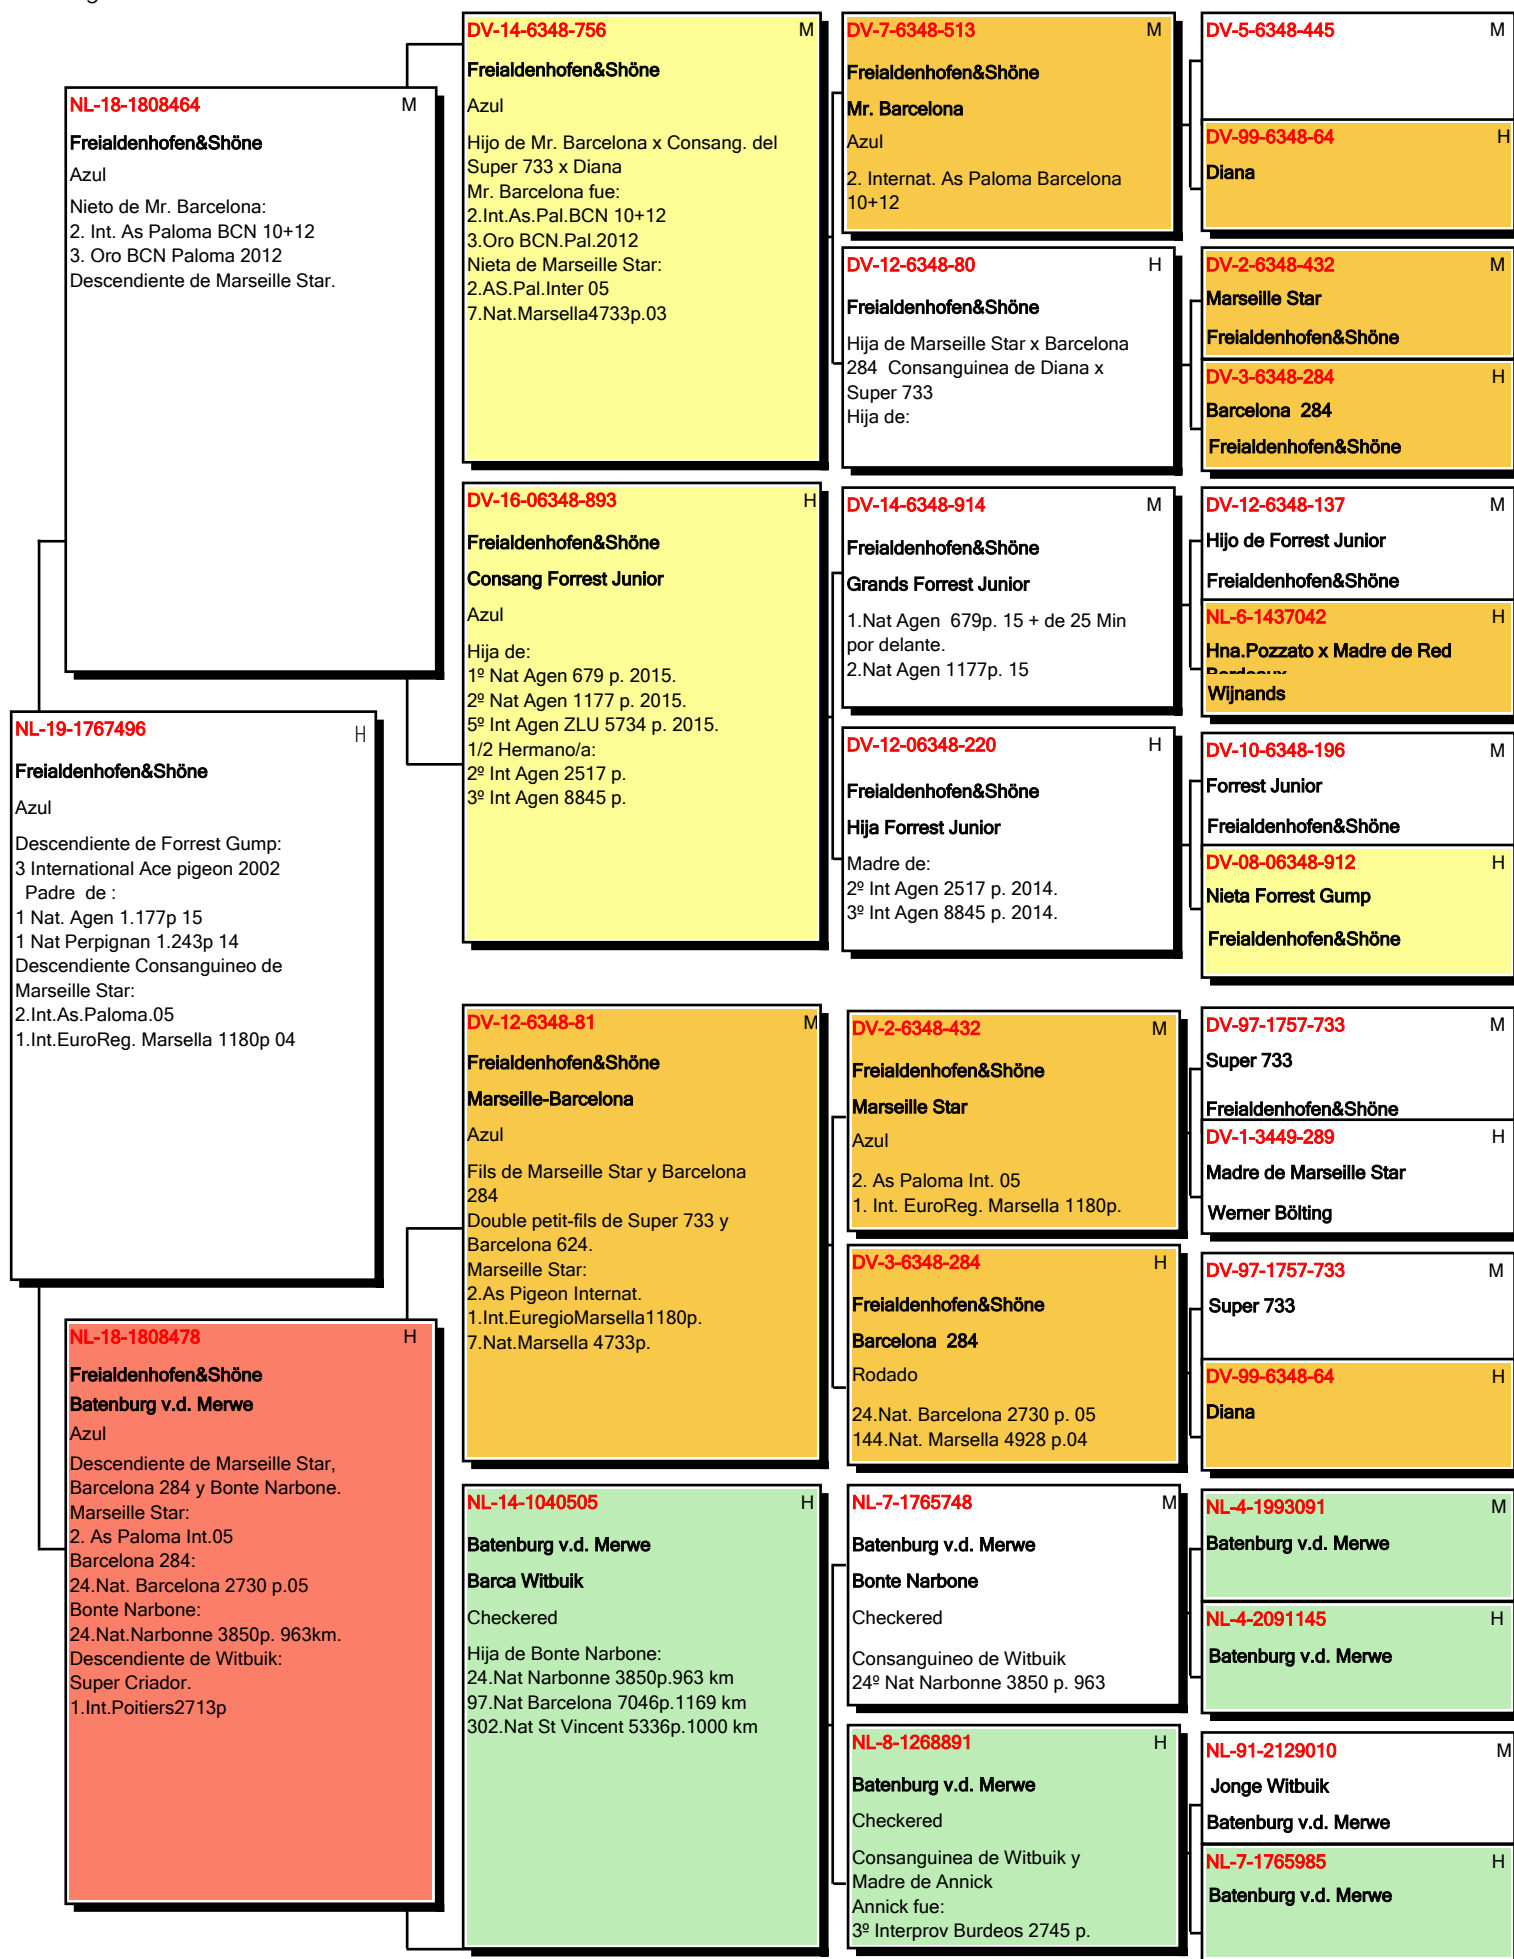 NL-18-1808464 M
Freialdenhofen&Shöne
Azul
Nieto de Mr. Barcelona:
2. Int. As Paloma BCN 10+12
3. Oro BCN Paloma 2012
Descendiente de Marseille Star.
NL-19-1767496 H
Freialdenhofen&Shöne
Azul
Descendiente de Forrest Gump:
3 International Ace pigeon 2002
Padre de :
1 Nat. Agen 1.177p 15
1 Nat Perpignan 1.243p 14
Descendiente Consanguineo de
Marseille Star:
2.Int.As.Paloma.05
1.Int.EuroReg. Marsella 1180p 04
NL-18-1808478 H
Freialdenhofen&Shöne
Batenburg v.d. Merwe
Azul
Descendiente de Marseille Star,
Barcelona 284 y Bonte Narbone.
Marseille Star:
2. As Paloma Int.05
Barcelona 284:
24.Nat. Barcelona 2730 p.05
Bonte Narbone:
24.Nat.Narbonne 3850p. 963km.
Descendiente de Witbuik:
Super Criador.
1.Int.Poitiers2713p
DV-14-6348-756 M
Freialdenhofen&Shöne
Azul
Hijo de Mr. Barcelona x Consang. del
Super 733 x Diana
Mr. Barcelona fue:
2.Int.As.Pal.BCN 10+12
3.Oro BCN.Pal.2012
Nieta de Marseille Star:
2.AS.Pal.Inter 05
7.Nat.Marsella4733p.03
DV-16-06348-893 H
Freialdenhofen&Shöne
Consang Forrest Junior
Azul
Hija de:
1º Nat Agen 679 p. 2015.
2º Nat Agen 1177 p. 2015.
5º Int Agen ZLU 5734 p. 2015.
1/2 Hermano/a:
2º Int Agen 2517 p.
3º Int Agen 8845 p.
DV-12-6348-81 M
Freialdenhofen&Shöne
Marseille-Barcelona
Azul
Fils de Marseille Star y Barcelona
284
Double petit-fils de Super 733 y
Barcelona 624.
Marseille Star:
2.As Pigeon Internat.
1.Int.EuregioMarsella1180p.
7.Nat.Marsella 4733p.
NL-14-1040505 H
Batenburg v.d. Merwe
Barca Witbuik
Checkered
Hija de Bonte Narbone:
24.Nat Narbonne 3850p.963 km
97.Nat Barcelona 7046p.1169 km
302.Nat St Vincent 5336p.1000 km
DV-7-6348-513 M
Freialdenhofen&Shöne
Mr. Barcelona
Azul
2. Internat. As Paloma Barcelona
10+12
DV-12-6348-80 H
Freialdenhofen&Shöne
Hija de Marseille Star x Barcelona
284 Consanguinea de Diana x
Super 733
Hija de:
DV-14-6348-914 M
Freialdenhofen&Shöne
Grands Forrest Junior
1.Nat Agen 679p. 15 + de 25 Min
por delante.
2.Nat Agen 1177p. 15
DV-12-06348-220 H
Freialdenhofen&Shöne
Hija Forrest Junior
Madre de:
2º Int Agen 2517 p. 2014.
3º Int Agen 8845 p. 2014.
DV-2-6348-432 M
Freialdenhofen&Shöne
Marseille Star
Azul
2. As Paloma Int. 05
1. Int. EuroReg. Marsella 1180p.
DV-3-6348-284 H
Freialdenhofen&Shöne
Barcelona 284
Rodado
24.Nat. Barcelona 2730 p. 05
144.Nat. Marsella 4928 p.04
NL-7-1765748 M
Batenburg v.d. Merwe
Bonte Narbone
Checkered
Consanguineo de Witbuik
24º Nat Narbonne 3850 p. 963
NL-8-1268891 H
Batenburg v.d. Merwe
Checkered
Consanguinea de Witbuik y
Madre de Annick
Annick fue:
3º Interprov Burdeos 2745 p.
DV-5-6348-445 M
DV-99-6348-64 H
Diana
DV-2-6348-432 M
Marseille Star
Freialdenhofen&Shöne
DV-3-6348-284 H
Barcelona 284
Freialdenhofen&Shöne
DV-12-6348-137 M
Hijo de Forrest Junior
Freialdenhofen&Shöne
NL-6-1437042 H
Hna.Pozzato x Madre de Red
Bordeaux
Wijnands
DV-10-6348-196 M
Forrest Junior
Freialdenhofen&Shöne
DV-08-06348-912 H
Nieta Forrest Gump
Freialdenhofen&Shöne
DV-97-1757-733 M
Super 733
Freialdenhofen&Shöne
DV-1-3449-289 H
Madre de Marseille Star
Werner Bölting
DV-97-1757-733 M
Super 733
DV-99-6348-64 H
Diana
NL-4-1993091 M
Batenburg v.d. Merwe
NL-4-2091145 H
Batenburg v.d. Merwe
NL-91-2129010 M
Jonge Witbuik
Batenburg v.d. Merwe
NL-7-1765985 H
Batenburg v.d. Merwe